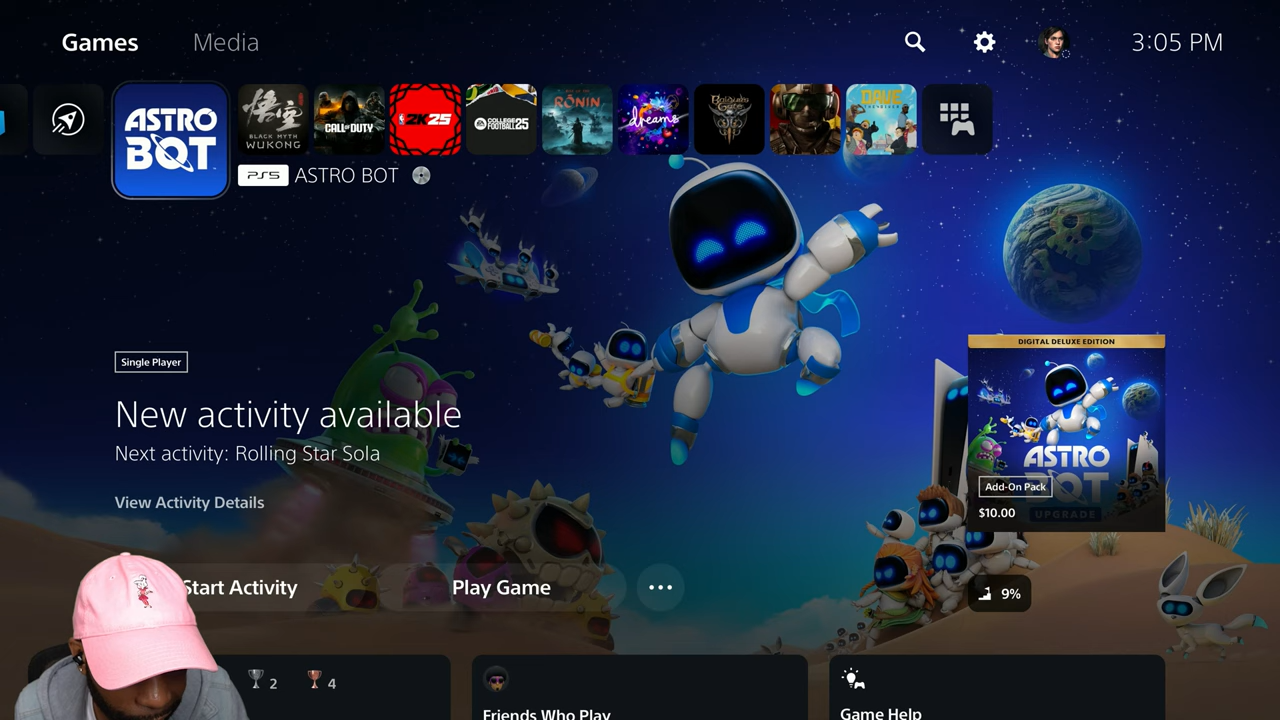 Games
Media
3:05 PM
ASTRO
BOT
BLACK MYTH
WUKONG
CALL OF DUTY
2K25
COLLEGE
FOOTBALL 25
RŌNIN
dreams
Baldur's
Gate
DAVE
PS5
ASTRO BOT
Single Player
New activity available
Next activity: Rolling Star Sola
View Activity Details
DIGITAL DELUXE EDITION
ASTRO
BOT
Add-On Pack
$10.00
UPGRADE
Start Activity
Play Game
9%
2
4
Friends Who Play
Game Help